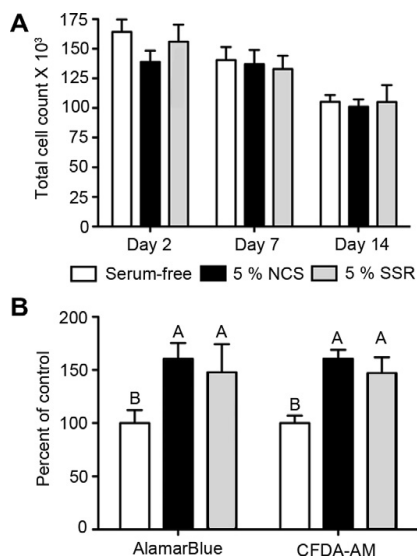 A
Total cell count X 10³
175
150
125
100
75
50
25
0
Day 2 Day 7 Day 14
Serum-free 5 % NCS 5 % SSR
B
Percent of control
200
150
100
50
0
B A A B A A
AlamarBlue CFDA-AM